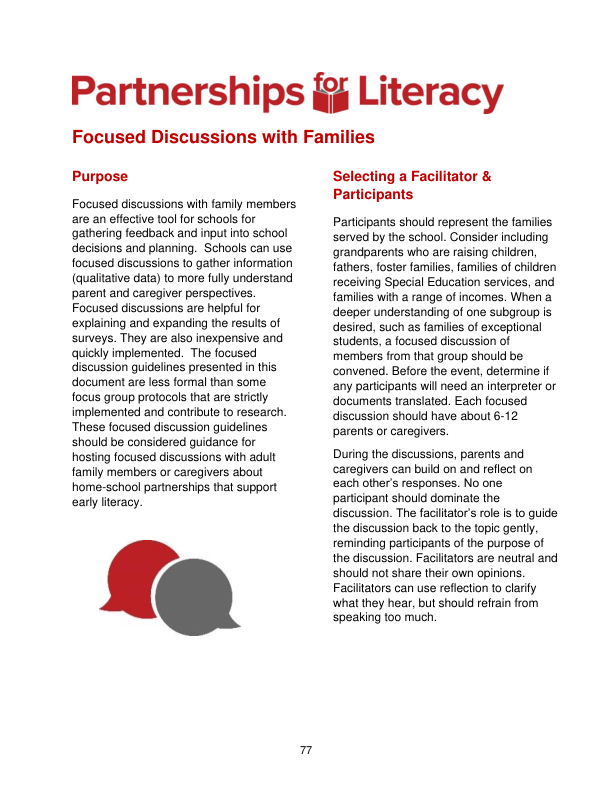 Partnerships for Literacy
Focused Discussions with Families
Purpose
Focused discussions with family members
are an effective tool for schools for
gathering feedback and input into school
decisions and planning.  Schools can use
focused discussions to gather information
(qualitative data) to more fully understand
parent and caregiver perspectives.
Focused discussions are helpful for
explaining and expanding the results of
surveys. They are also inexpensive and
quickly implemented.  The focused
discussion guidelines presented in this
document are less formal than some
focus group protocols that are strictly
implemented and contribute to research.
These focused discussion guidelines
should be considered guidance for
hosting focused discussions with adult
family members or caregivers about
home-school partnerships that support
early literacy.
Selecting a Facilitator &
Participants
Participants should represent the families
served by the school. Consider including
grandparents who are raising children,
fathers, foster families, families of children
receiving Special Education services, and
families with a range of incomes. When a
deeper understanding of one subgroup is
desired, such as families of exceptional
students, a focused discussion of
members from that group should be
convened. Before the event, determine if
any participants will need an interpreter or
documents translated. Each focused
discussion should have about 6-12
parents or caregivers.
During the discussions, parents and
caregivers can build on and reflect on
each other’s responses. No one
participant should dominate the
discussion. The facilitator’s role is to guide
the discussion back to the topic gently,
reminding participants of the purpose of
the discussion. Facilitators are neutral and
should not share their own opinions.
Facilitators can use reflection to clarify
what they hear, but should refrain from
speaking too much.
77